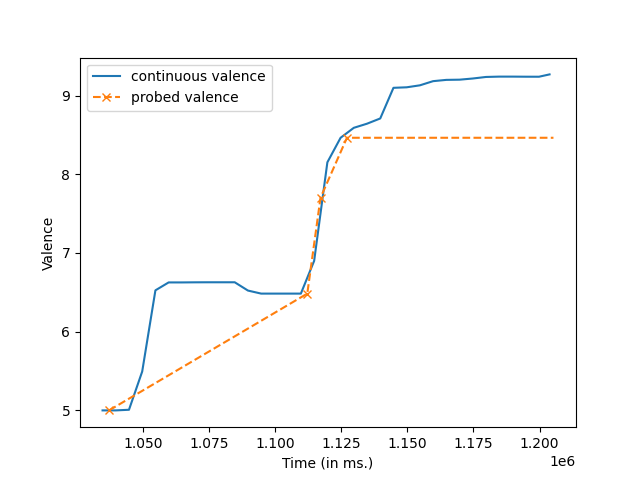 continuous valence
probed valence
9
8
7
6
5
Valence
1.050 1.075 1.100 1.125 1.150 1.175 1.200
1e6
Time (in ms.)